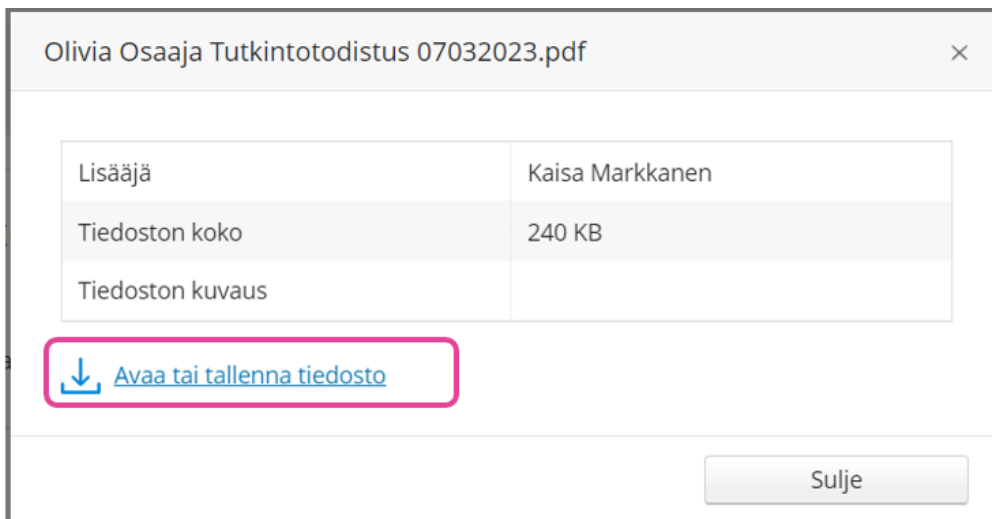 Olivia Osaaja Tutkintotodistus 07032023.pdf
Lisääjä Kaisa Markkanen
Tiedoston koko 240 KB
Tiedoston kuvaus
Avaa tai tallenna tiedosto
Sulje